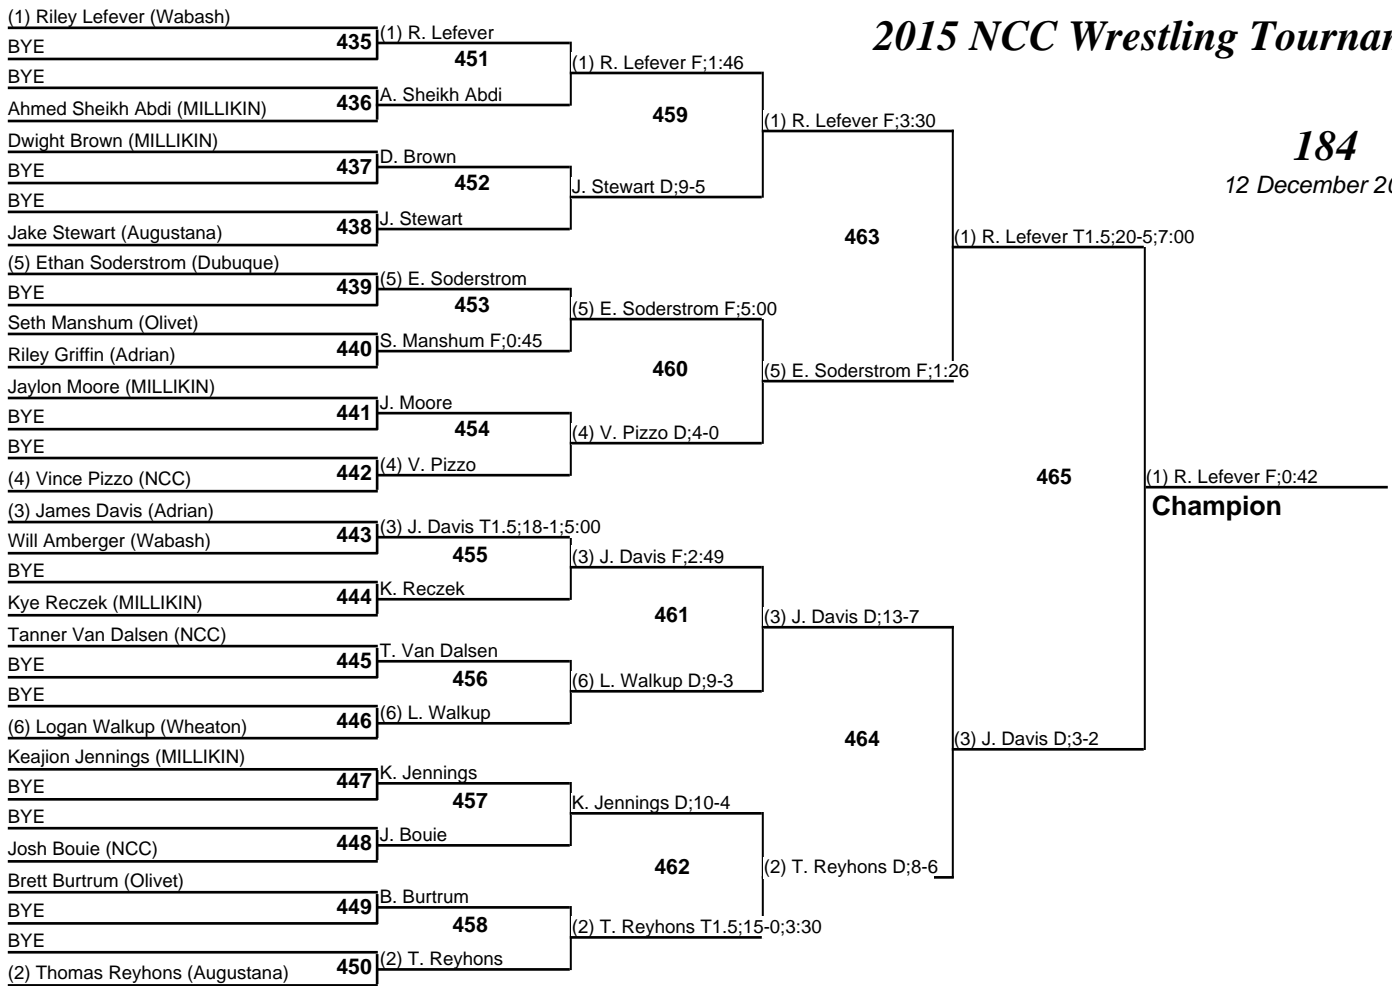 2015 NCC Wrestling
184
12 December
(1) Riley Lefever (Wabash)
BYE
435
BYE
Ahmed Sheikh Abdi (MILLIKIN)
436
Dwight Brown (MILLIKIN)
BYE
437
BYE
Jake Stewart (Augustana)
438
(5) Ethan Soderstrom (Dubuque)
BYE
439
Seth Manshum (Olivet)
Riley Griffin (Adrian)
440
Jaylon Moore (MILLIKIN)
BYE
441
BYE
(4) Vince Pizzo (NCC)
442
(3) James Davis (Adrian)
Will Amberger (Wabash)
443
BYE
Kye Reczek (MILLIKIN)
444
Tanner Van Dalsen (NCC)
BYE
445
BYE
(6) Logan Walkup (Wheaton)
446
Keajion Jennings (MILLIKIN)
BYE
447
BYE
Josh Bouie (NCC)
448
Brett Burtrum (Olivet)
BYE
449
BYE
(2) Thomas Reyhons (Augustana)
450
(1) R. Lefever
451
A. Sheikh Abdi
D. Brown
452
J. Stewart
(5) E. Soderstrom
453
S. Manshum F;0:45
J. Moore
454
(4) V. Pizzo
(3) J. Davis T1.5;18-1;5:00
455
K. Reczek
T. Van Dalsen
456
(6) L. Walkup
K. Jennings
457
J. Bouie
B. Burtrum
458
(2) T. Reyhons
(1) R. Lefever F;1:46
459
J. Stewart D;9-5
(5) E. Soderstrom F;5:00
460
(4) V. Pizzo D;4-0
(3) J. Davis F;2:49
461
(6) L. Walkup D;9-3
K. Jennings D;10-4
462
(2) T. Reyhons T1.5;15-0;3:30
(1) R. Lefever F;3:30
463
(5) E. Soderstrom F;1:26
(3) J. Davis D;13-7
464
(2) T. Reyhons D;8-6
(1) R. Lefever T1.5;20-5;7:00
465
(3) J. Davis D;3-2
(1) R. Lefever F;0:42
Champion